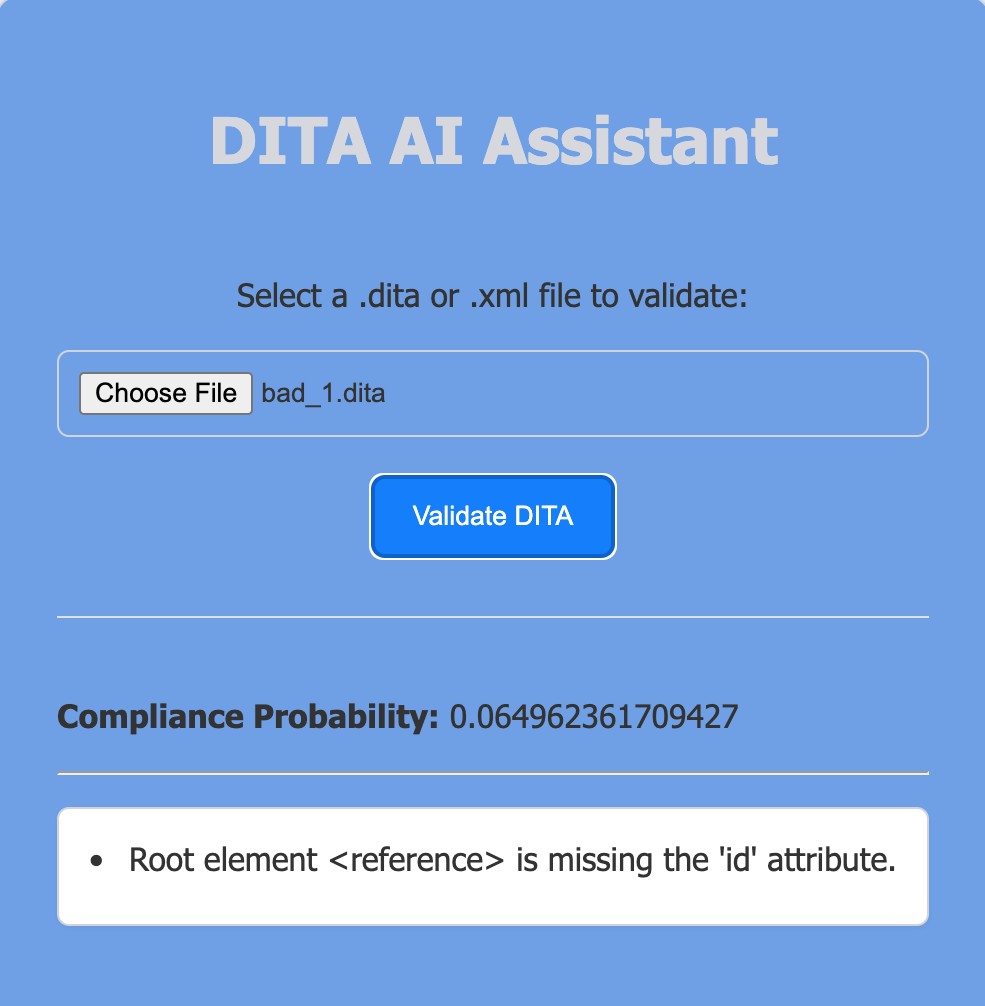 DITA AI Assistant
Select a .dita or .xml file to validate:
Choose File bad_1.dita
Validate DITA
Compliance Probability: 0.064962361709427
• Root element <reference> is missing the 'id' attribute.